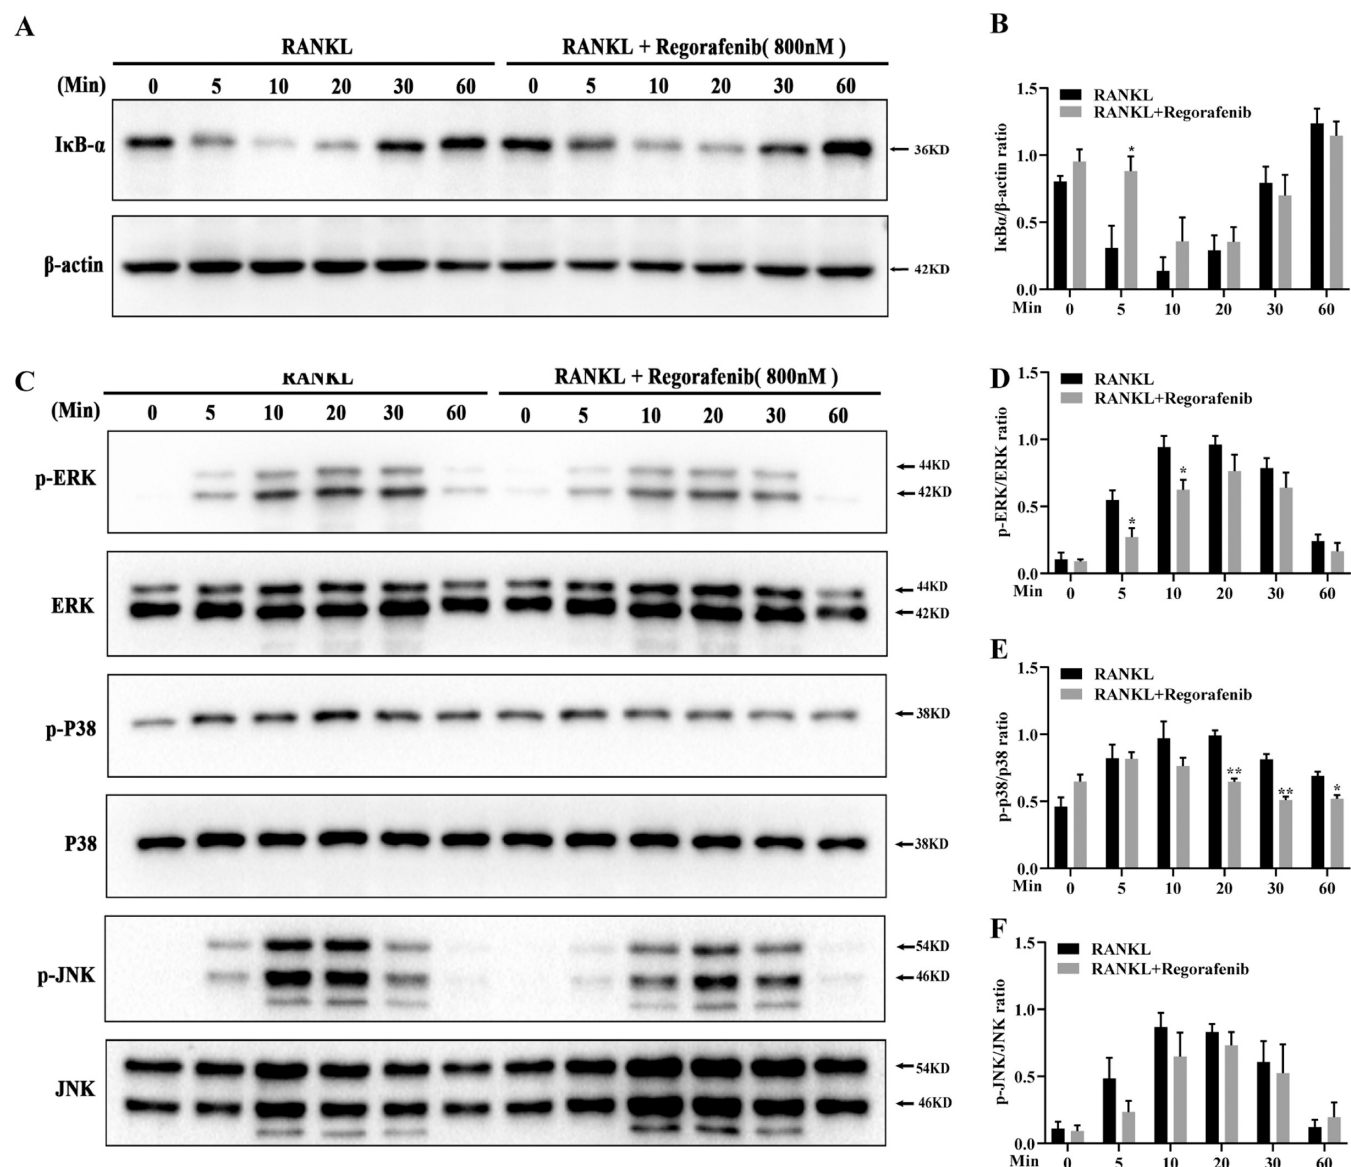 A
RANKL
RANKL + Regorafenib( 800nM )
(Min) 0 5 10 20 30 60 0 5 10 20 30 60
IκB-α
36KD
β-actin
42KD
B
1.5
1.0
0.5
0.0
IκBα/β-actin ratio
RANKL
RANKL+Regorafenib
*
Min 0 5 10 20 30 60
C
RANKL
RANKL + Regorafenib( 800nM )
(Min) 0 5 10 20 30 60 0 5 10 20 30 60
p-ERK
44KD
42KD
ERK
44KD
42KD
p-P38
38KD
P38
38KD
p-JNK
54KD
46KD
JNK
54KD
46KD
D
1.5
1.0
0.5
0.0
p-ERK/ERK ratio
RANKL
RANKL+Regorafenib
*
*
Min 0 5 10 20 30 60
E
1.5
1.0
0.5
0.0
p-p38/p38 ratio
RANKL
RANKL+Regorafenib
**
**
*
Min 0 5 10 20 30 60
F
1.5
1.0
0.5
0.0
p-JNK/JNK ratio
RANKL
RANKL+Regorafenib
Min 0 5 10 20 30 60